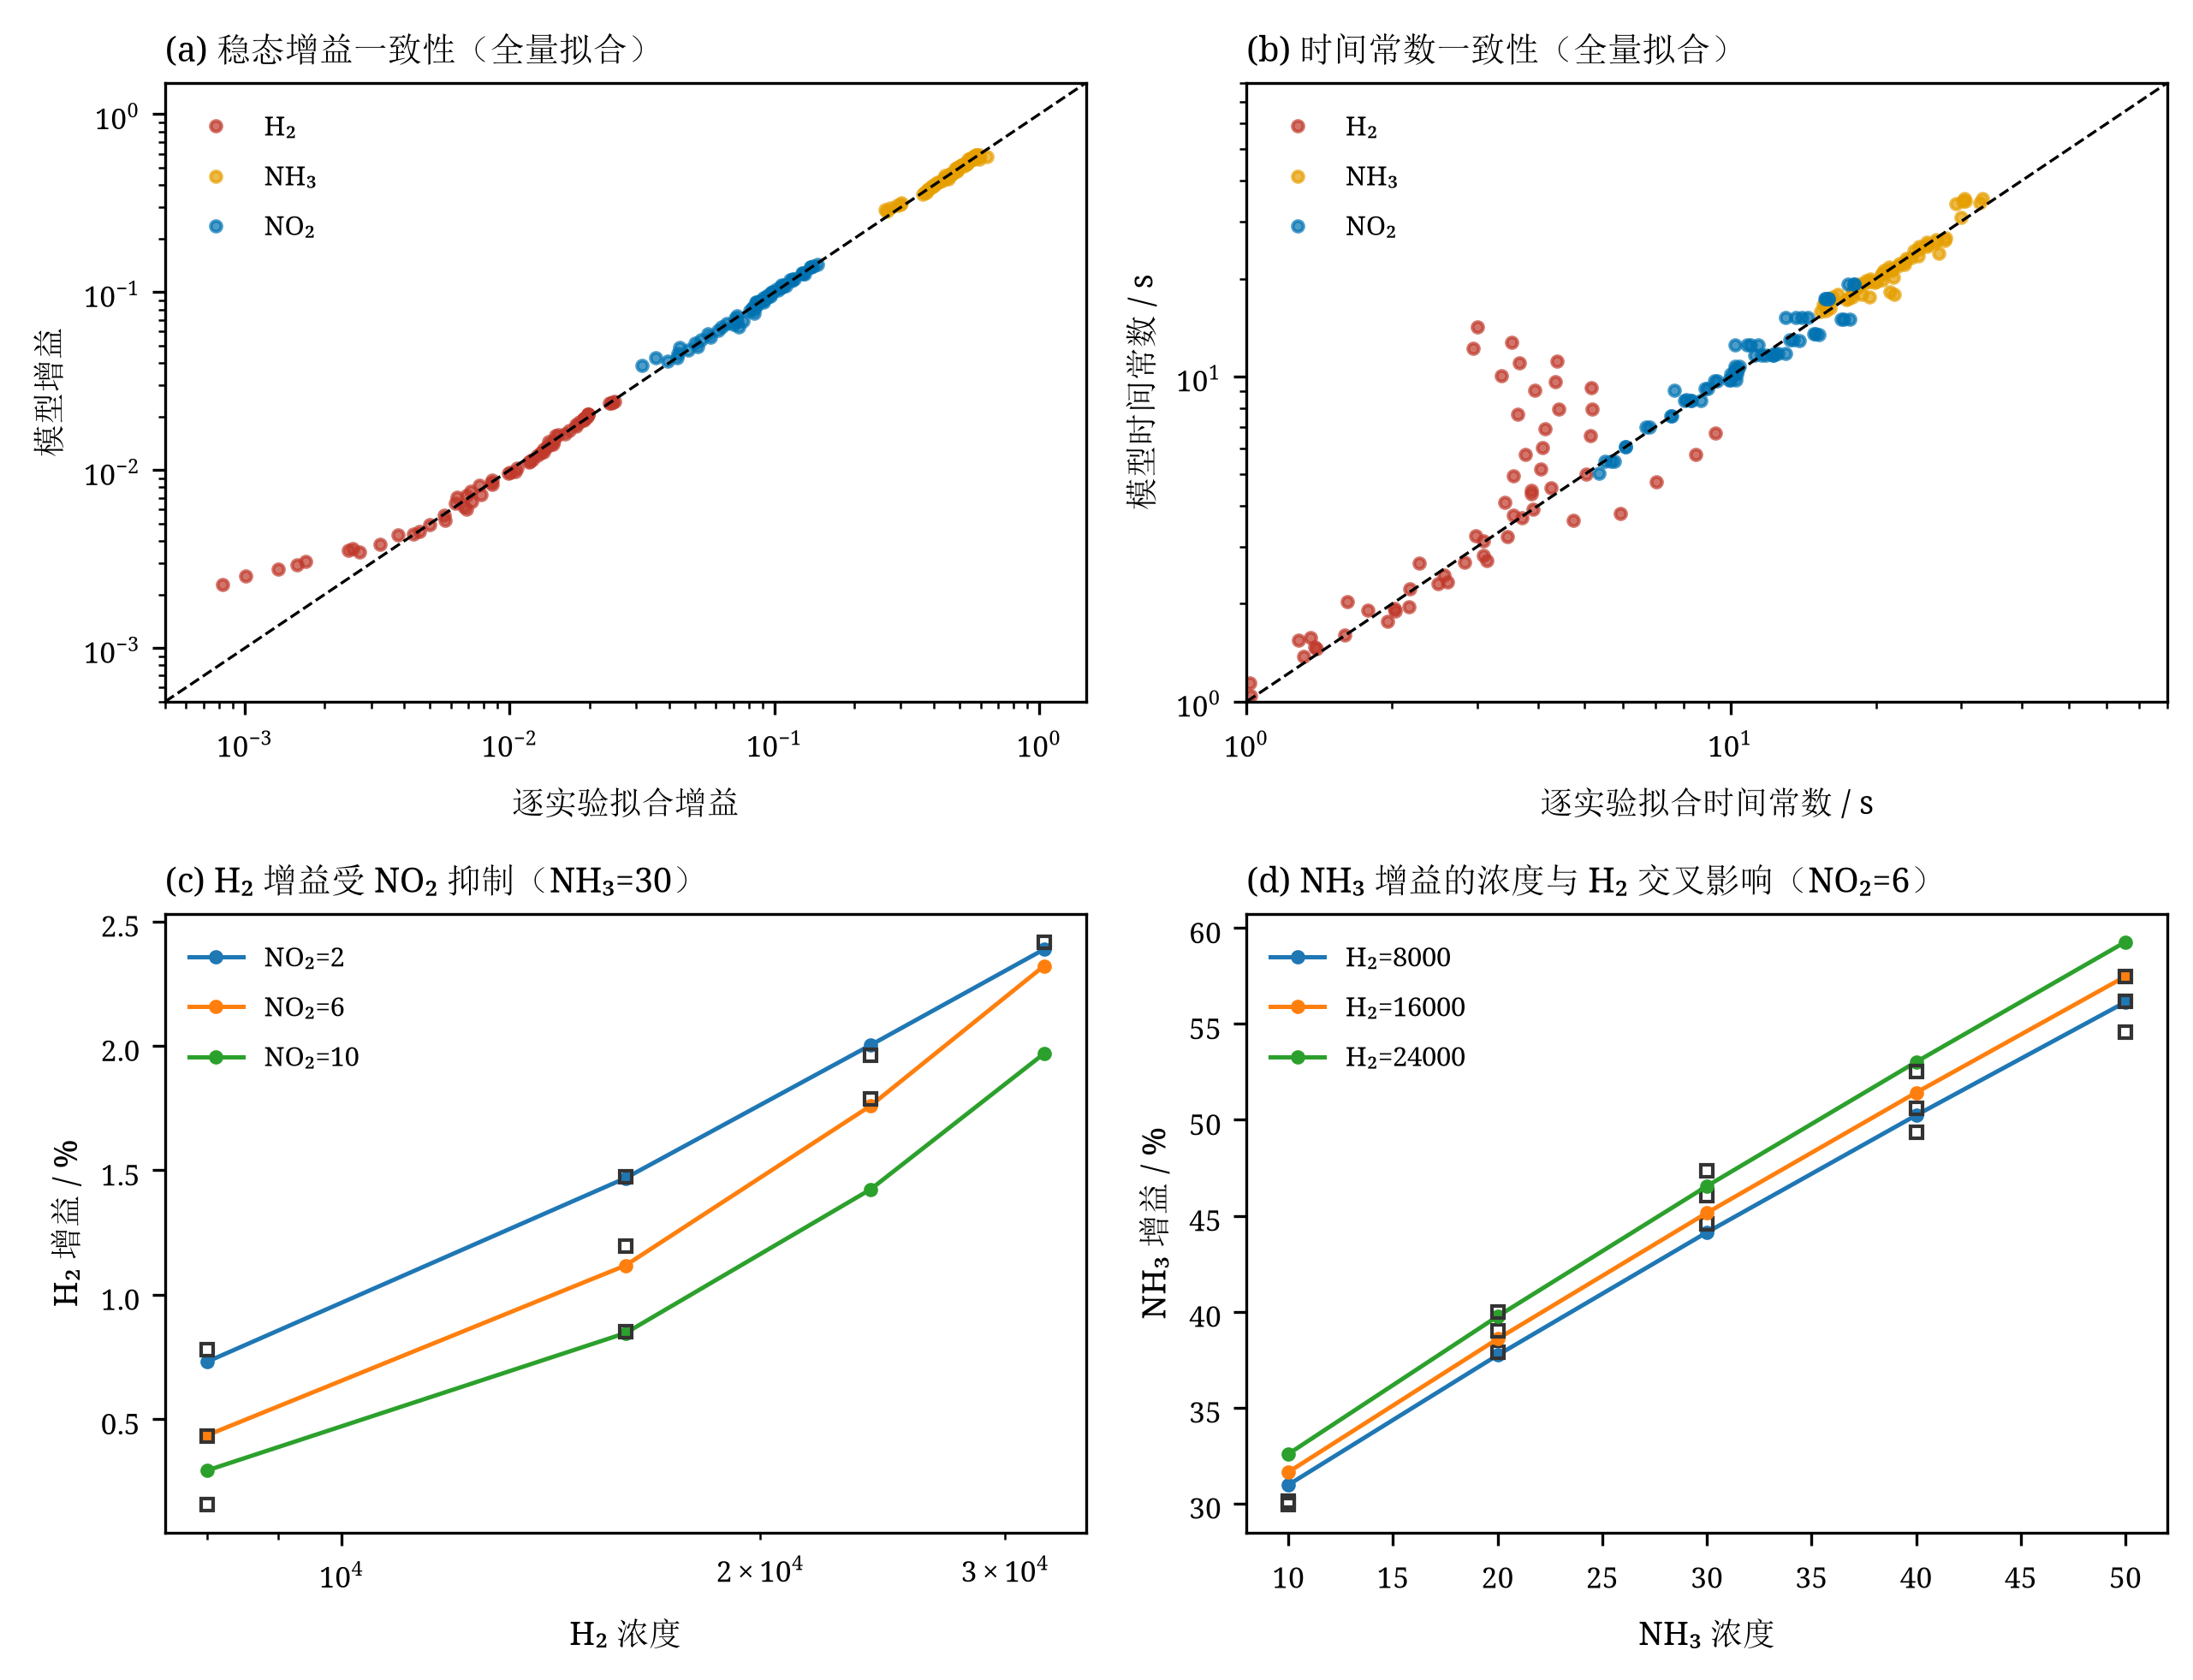 (a) 稳态增益一致性（全量拟合）
H₂
NH₃
NO₂
10⁰
10⁻¹
10⁻²
10⁻³
模型增益
10⁻³
10⁻²
10⁻¹
10⁰
逐实验拟合增益
(b) 时间常数一致性（全量拟合）
H₂
NH₃
NO₂
10¹
10⁰
模型时间常数 / s
10⁰
10¹
逐实验拟合时间常数 / s
(c) H₂ 增益受 NO₂ 抑制（NH₃=30）
NO₂=2
NO₂=6
NO₂=10
2.5
2.0
1.5
1.0
0.5
H₂ 增益 / %
10⁴
2 × 10⁴
3 × 10⁴
H₂ 浓度
(d) NH₃ 增益的浓度与 H₂ 交叉影响（NO₂=6）
H₂=8000
H₂=16000
H₂=24000
60
55
50
45
40
35
30
NH₃ 增益 / %
10
15
20
25
30
35
40
45
50
NH₃ 浓度